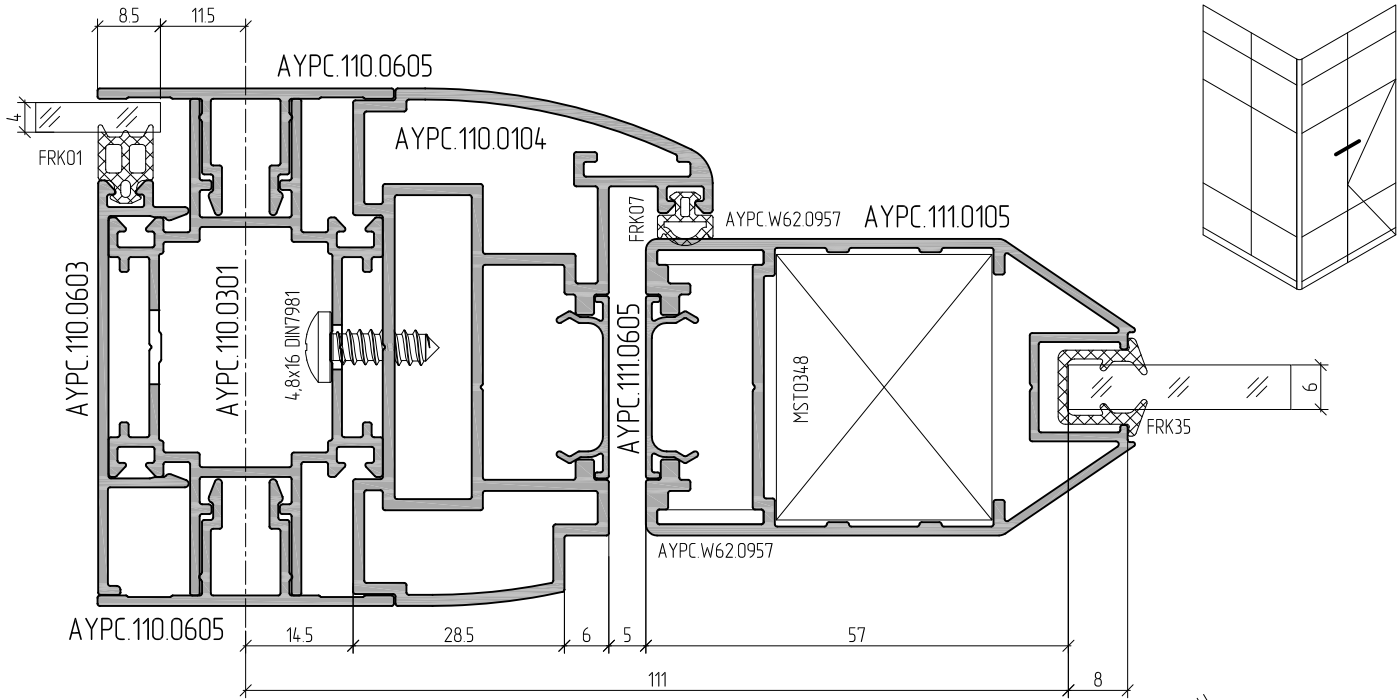 8.5
11.5
AYPC.110.0605
4
FRK01
AYPC.110.0104
FRK07
AYPC.W62.0957
AYPC.111.0105
AYPC.110.0603
AYPC.110.0301
4,8x16 DIN7981
AYPC.111.0605
MST0348
6
FRK35
AYPC.W62.0957
AYPC.110.0605
14.5
28.5
6
5
57
111
8